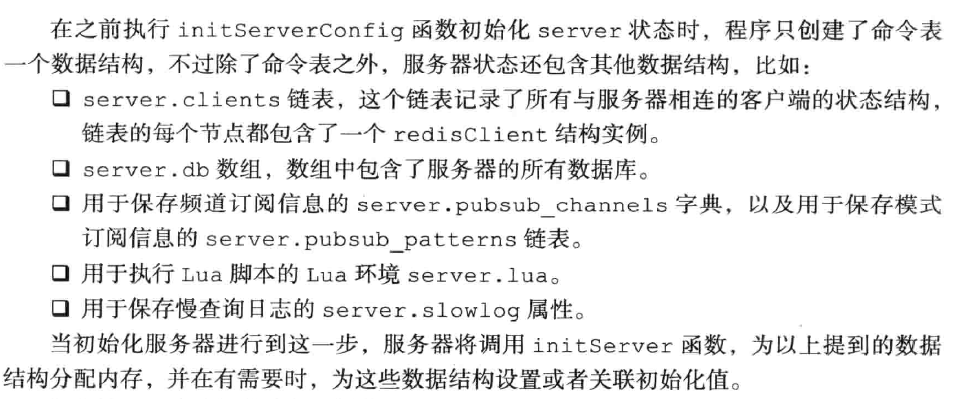 在之前执行 initServerConfig 函数初始化 server 状态时，程序只创建了命令表
一个数据结构，不过除了命令表之外，服务器状态还包含其他数据结构，比如：
❑ server.clients 链表，这个链表记录了所有与服务器相连的客户端的状态结构，
链表的每个节点都包含了一个 redisClient 结构实例。
❑ server.db 数组，数组中包含了服务器的所有数据库。
❑ 用于保存频道订阅信息的 server.pubsub_channels 字典，以及用于保存模式
订阅信息的 server.pubsub_patterns 链表。
❑ 用于执行 Lua 脚本的 Lua 环境 server.lua。
❑ 用于保存慢查询日志的 server.slowlog 属性。
当初始化服务器进行到这一步，服务器将调用 initServer 函数，为以上提到的数据
结构分配内存，并在有需要时，为这些数据结构设置或者关联初始化值。